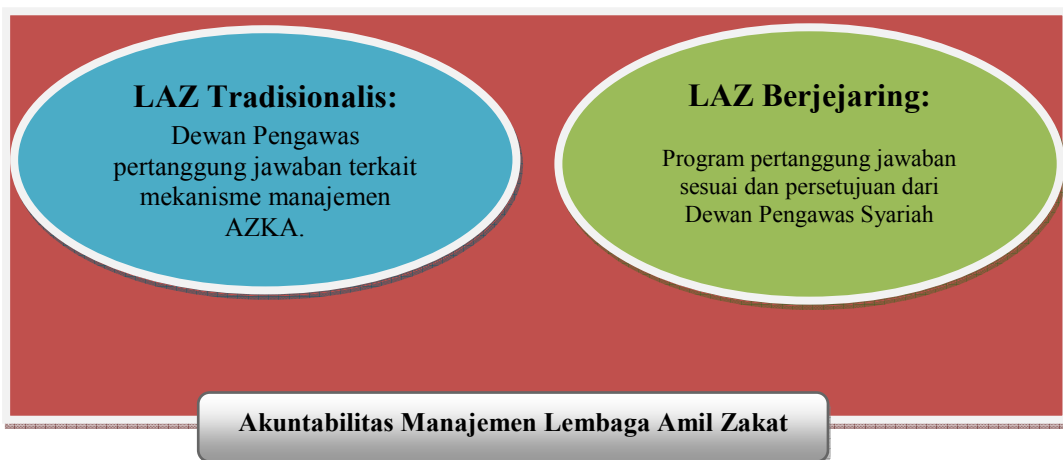 LAZ Tradisionalis:
Dewan Pengawas
pertanggung jawaban terkait
mekanisme manajemen
AZKA.
LAZ Berjejaring:
Program pertanggung jawaban
sesuai dan persetujuan dari
Dewan Pengawas Syariah
Akuntabilitas Manajemen Lembaga Amil Zakat